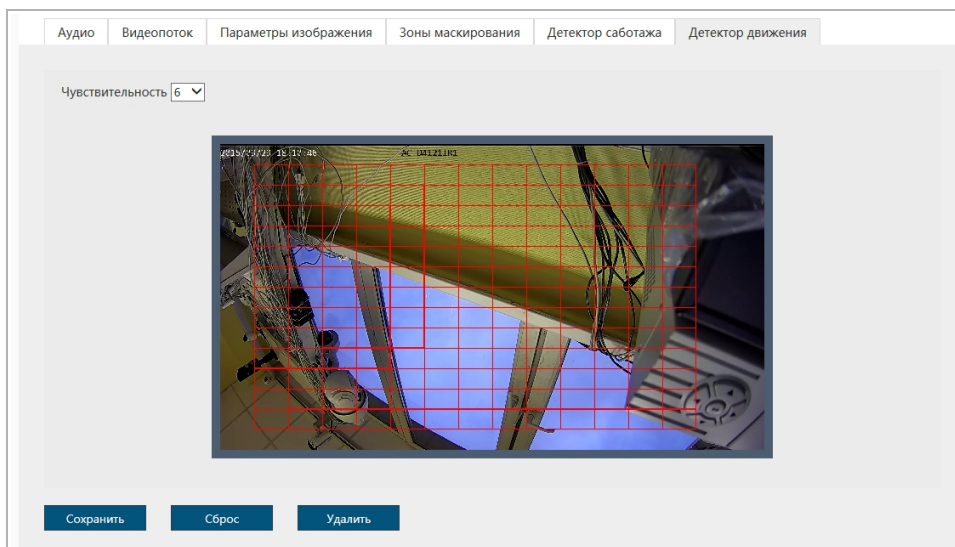 Аудио Видеопоток Параметры изображения Зоны маскирования Детектор саботажа Детектор движения
Чувствительность 6
Сохранить Сброс Удалить